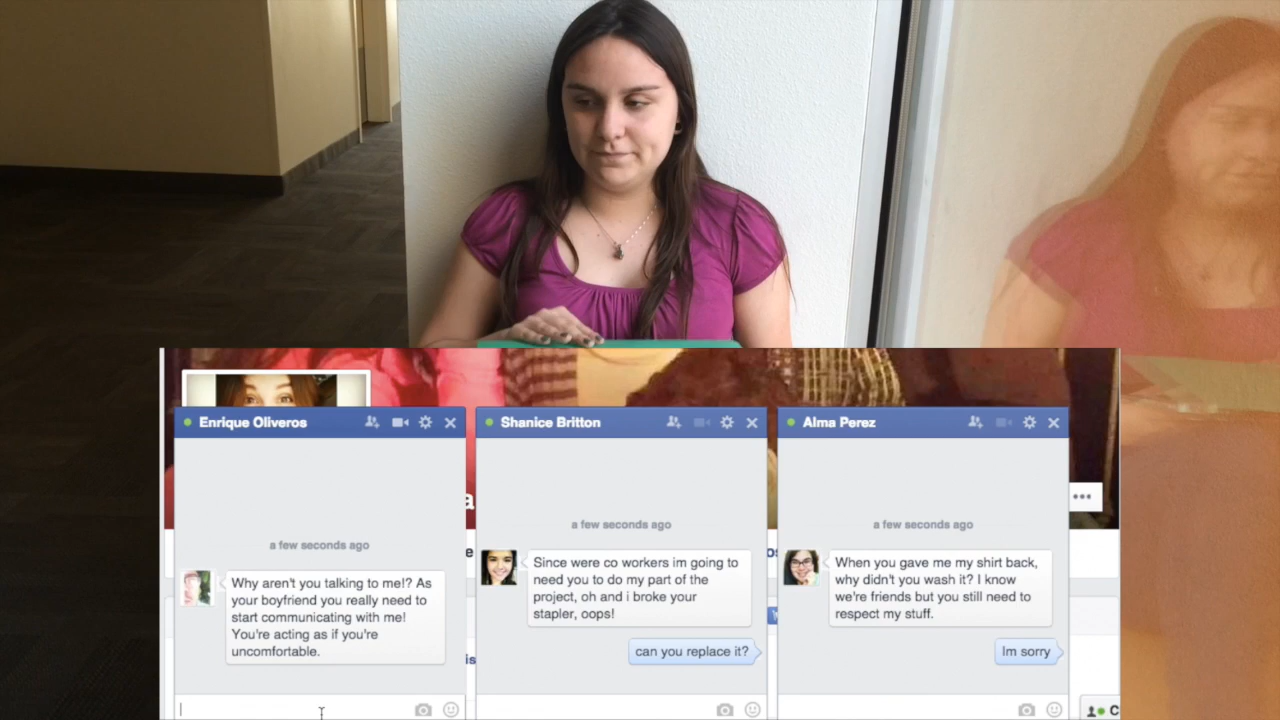 Enrique Oliveros
a few seconds ago
Why aren't you talking to me!? As
your boyfriend you really need to
start communicating with me!
You're acting as if you're
uncomfortable.
Shanice Britton
a few seconds ago
Since were co workers im going to
need you to do my part of the
project, oh and i broke your
stapler, oops!
can you replace it?
Alma Perez
a few seconds ago
When you gave me my shirt back,
why didn't you wash it? I know
we're friends but you still need to
respect my stuff.
Im sorry